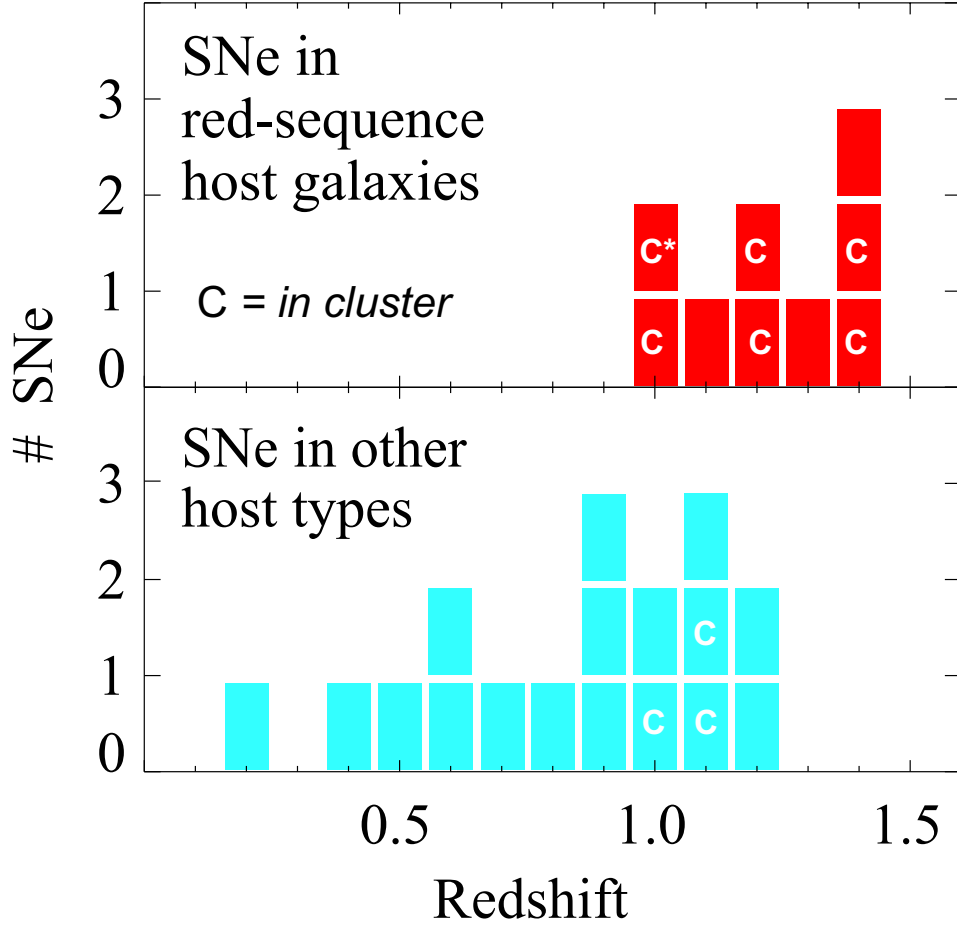 SNe in
red-sequence
host galaxies
C = in cluster
3
2
1
0
C* C C
C C C
# SNe
SNe in other
host types
3
2
1
0
C
C C
0.5 1.0 1.5
Redshift